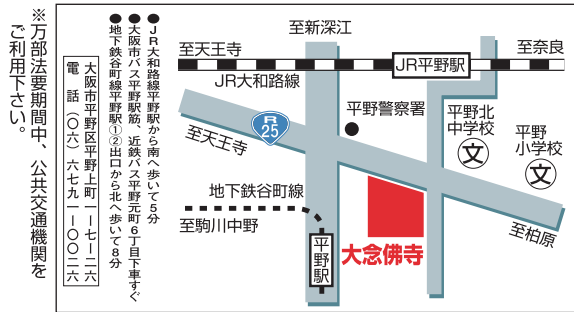 ※万部法要期間中、公共交通機関を
ご利用下さい。
●JR大和路線平野駅から南へ歩いて5分
●大阪市バス平野駅筋、近鉄バス平野元町6丁目下車すぐ
●地下鉄谷町線平野駅①②出口から北へ歩いて8分
大阪市平野区平野上町一-七-二六
電話(〇六)六七九一-〇〇二六
至新深江
至天王寺
JR平野駅
至奈良
JR大和路線
R
25
平野警察署
平野北
中学校
文
平野
小学校
文
至天王寺
地下鉄谷町線
至駒川中野
平野駅
大念佛寺
至柏原